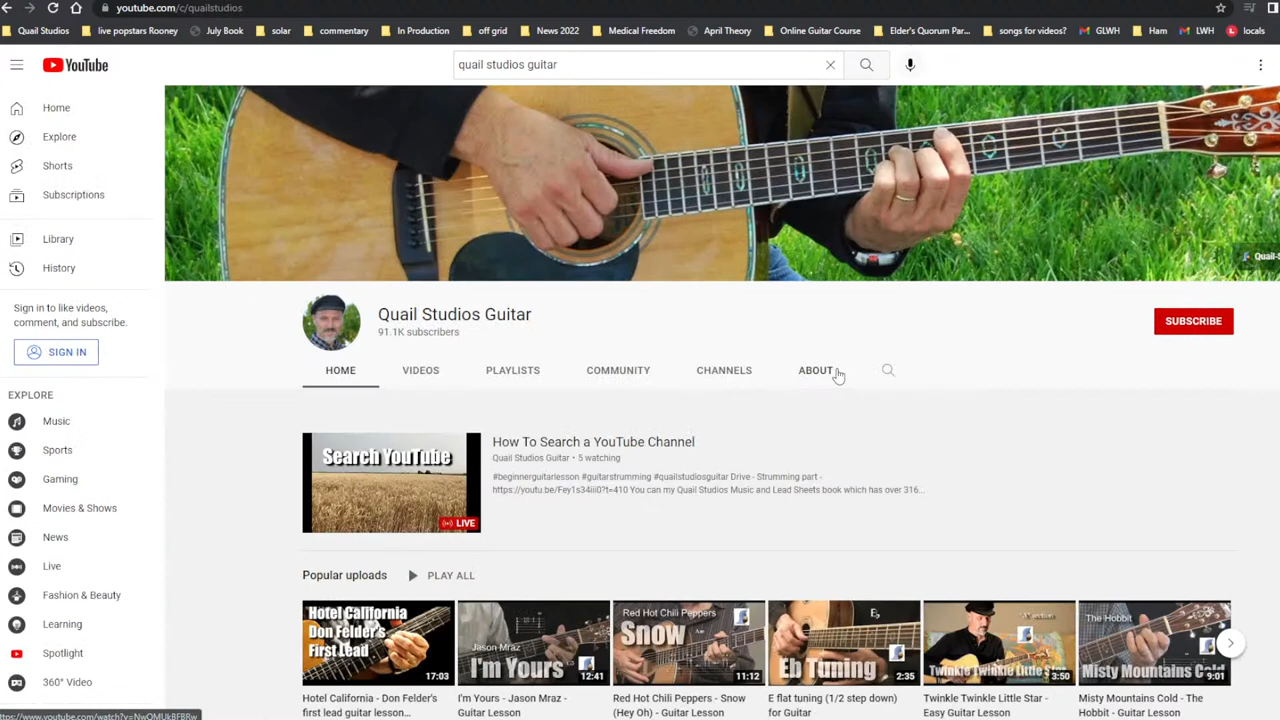 youtube.com/c/quailstudios
Quail Studios live popstars Rooney July Book solar commentary In Production off grid News 2022 Medical Freedom April Theory Online Guitar Course Elder's Quorum Par... songs for videos? GLWH Ham LWH locals
YouTube
quail studios guitar
Home
Explore
Shorts
Subscriptions
Library
History
Sign in to like videos,
comment, and subscribe.
SIGN IN
EXPLORE
Music
Sports
Gaming
Movies & Shows
News
Live
Fashion & Beauty
Learning
Spotlight
360° Video
Quail Studios Guitar
91.1K subscribers
SUBSCRIBE
HOME VIDEOS PLAYLISTS COMMUNITY CHANNELS ABOUT
Search YouTube
LIVE
How To Search a YouTube Channel
Quail Studios Guitar • 5 watching
#beginnerguitarlesson #guitarstrumming #quailstudiosguitar Drive - Strumming part -
https://youtu.be/Fey1s34iii0?t=410 You can my Quail Studios Music and Lead Sheets book which has over 316...
Popular uploads PLAY ALL
Hotel California
Don Felder's
First Lead
17:03
Hotel California - Don Felder's
first lead guitar lesson...
Jason Mraz
I'm Yours
12:41
I'm Yours - Jason Mraz -
Guitar Lesson
Red Hot Chili Peppers
Snow
11:12
Red Hot Chili Peppers - Snow
(Hey Oh) - Guitar Lesson
Eb
Eb Tuning
2:35
E flat tuning (1/2 step down)
for Guitar
Twinkle Twinkle Little Star
3:50
Twinkle Twinkle Little Star -
Easy Guitar Lesson
The Hobbit
Misty Mountains Cold
9:01
Misty Mountains Cold - The
Hobbit - Guitar Lesson